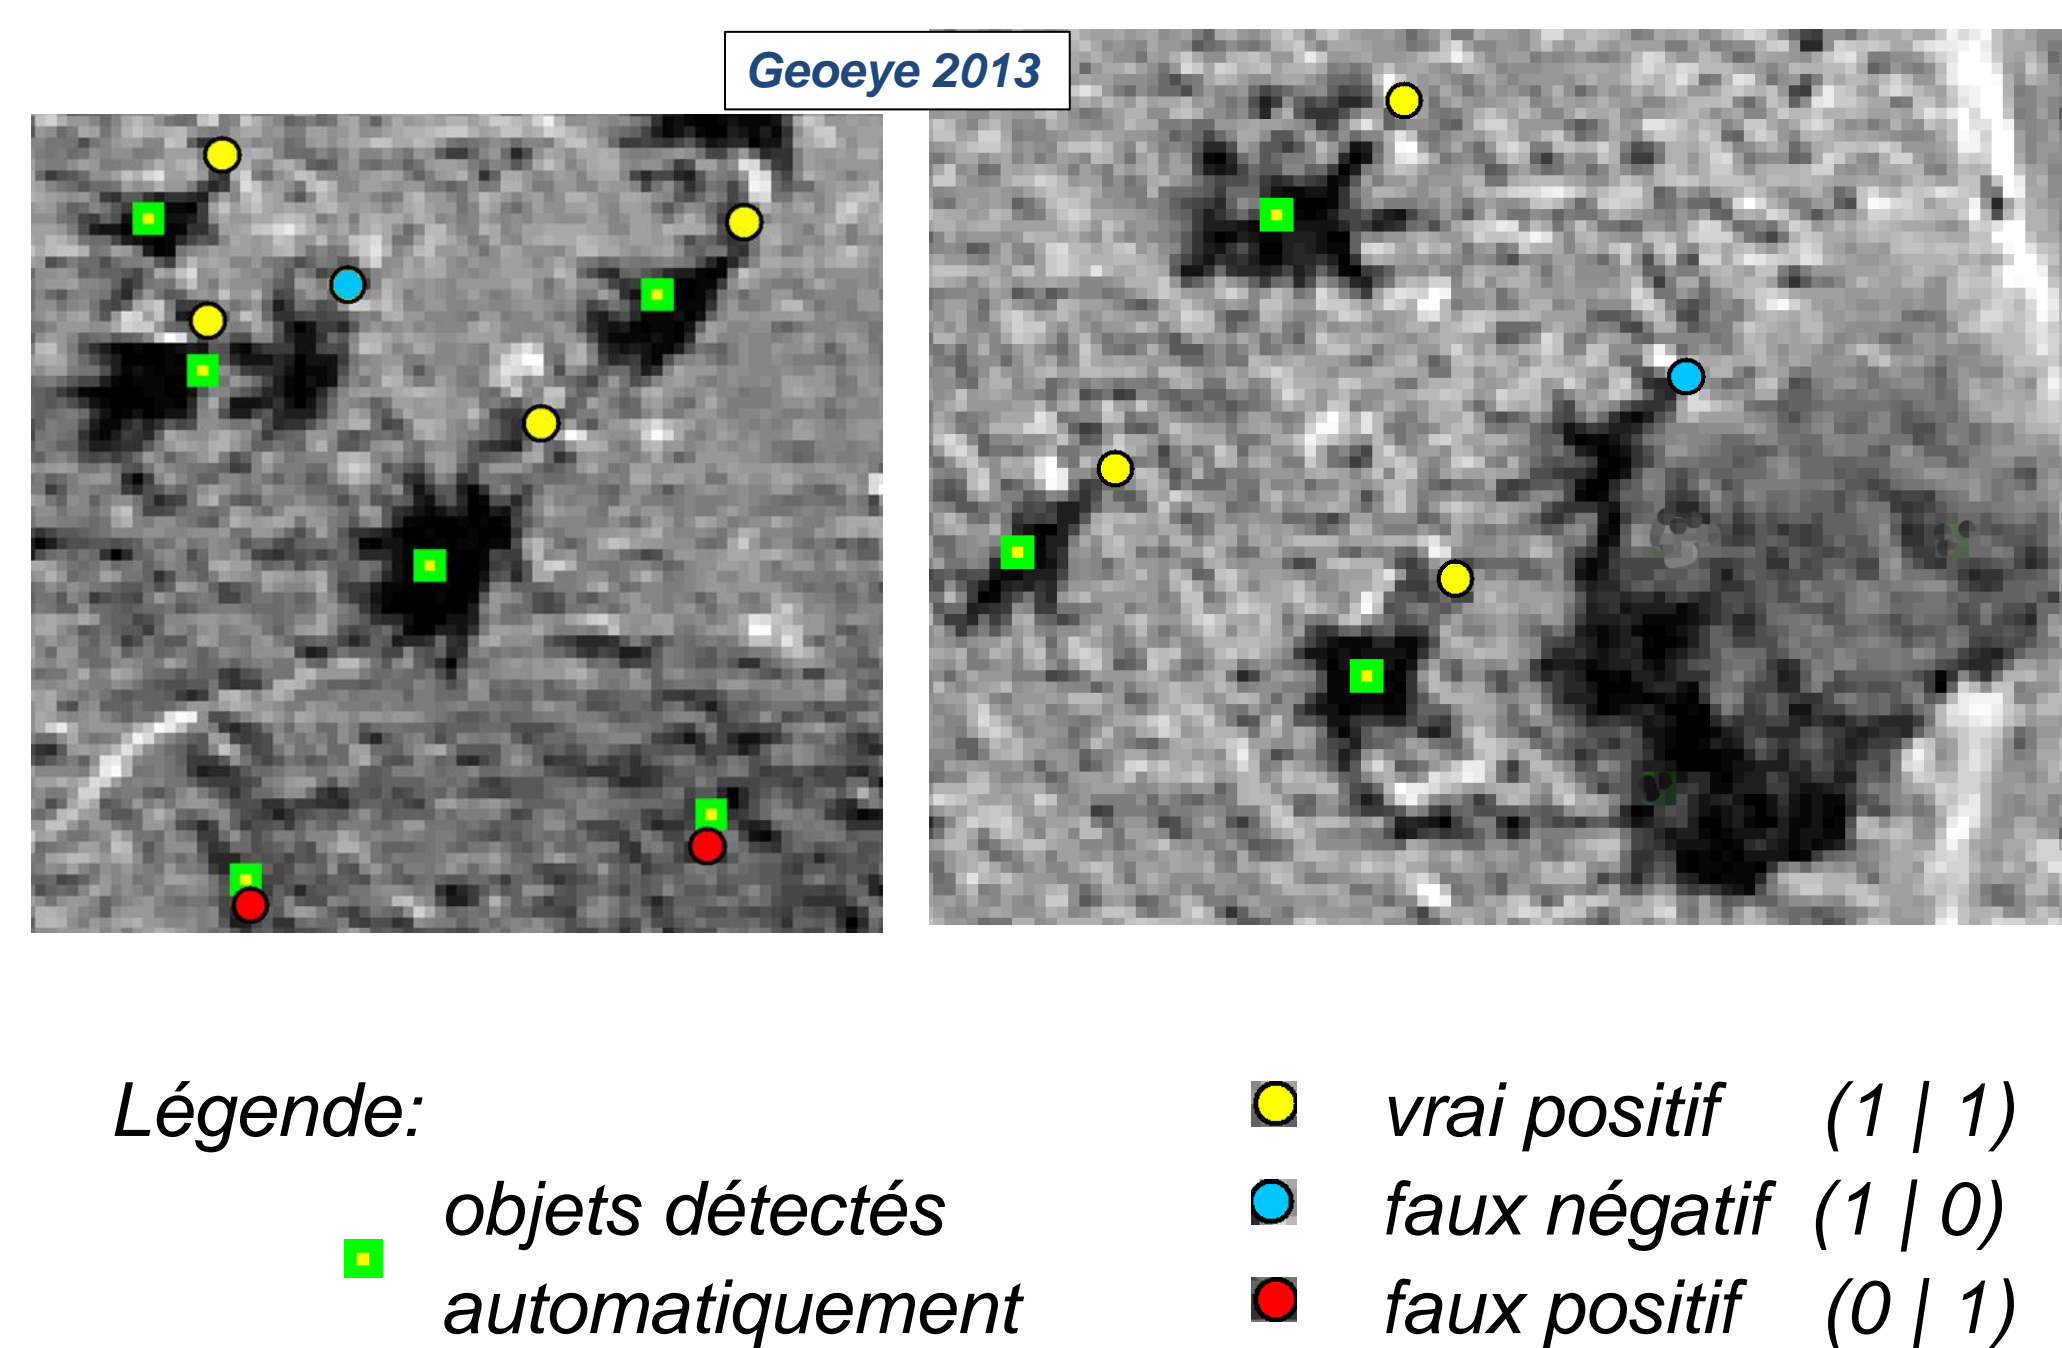 Geoeye 2013
Légende:
objets détectés
automatiquement
vrai positif (1 | 1)
faux négatif (1 | 0)
faux positif (0 | 1)